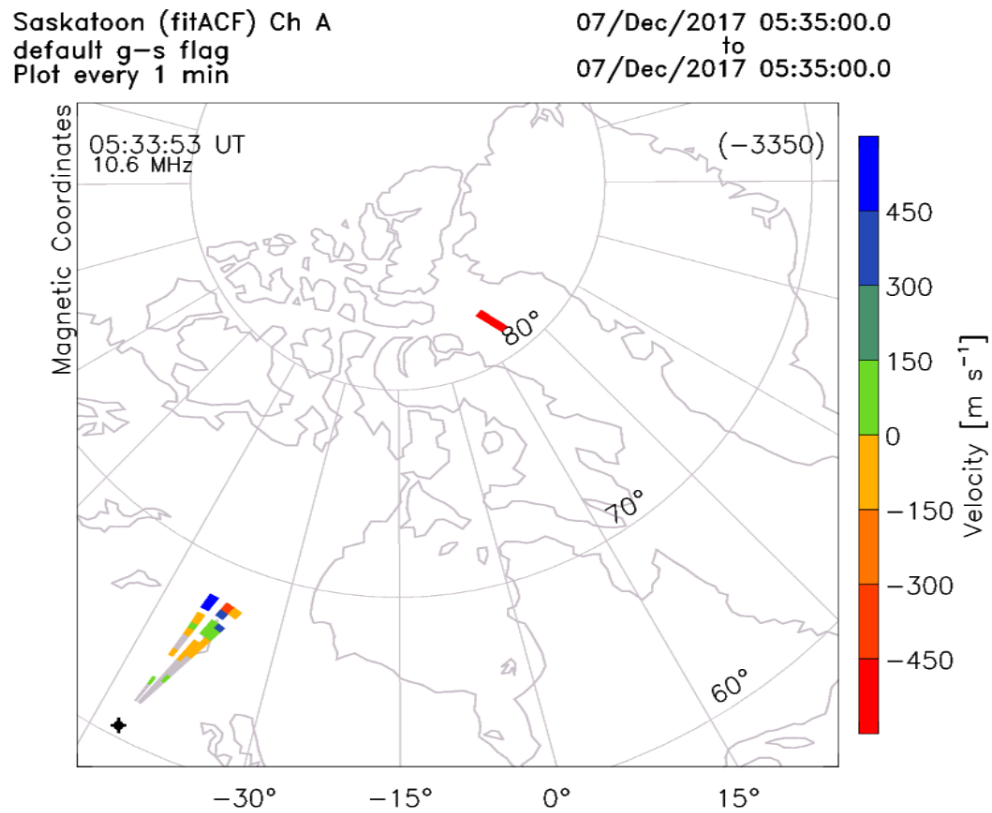 Saskatoon (fitACF) Ch A
default g-s flag
Plot every 1 min
07/Dec/2017 05:35:00.0
to
07/Dec/2017 05:35:00.0
Magnetic Coordinates
05:33:53 UT
10.6 MHz
(-3350)
80°
70°
60°
450
300
150
0
-150
-300
-450
Velocity [m s⁻¹]
-30° -15° 0° 15°